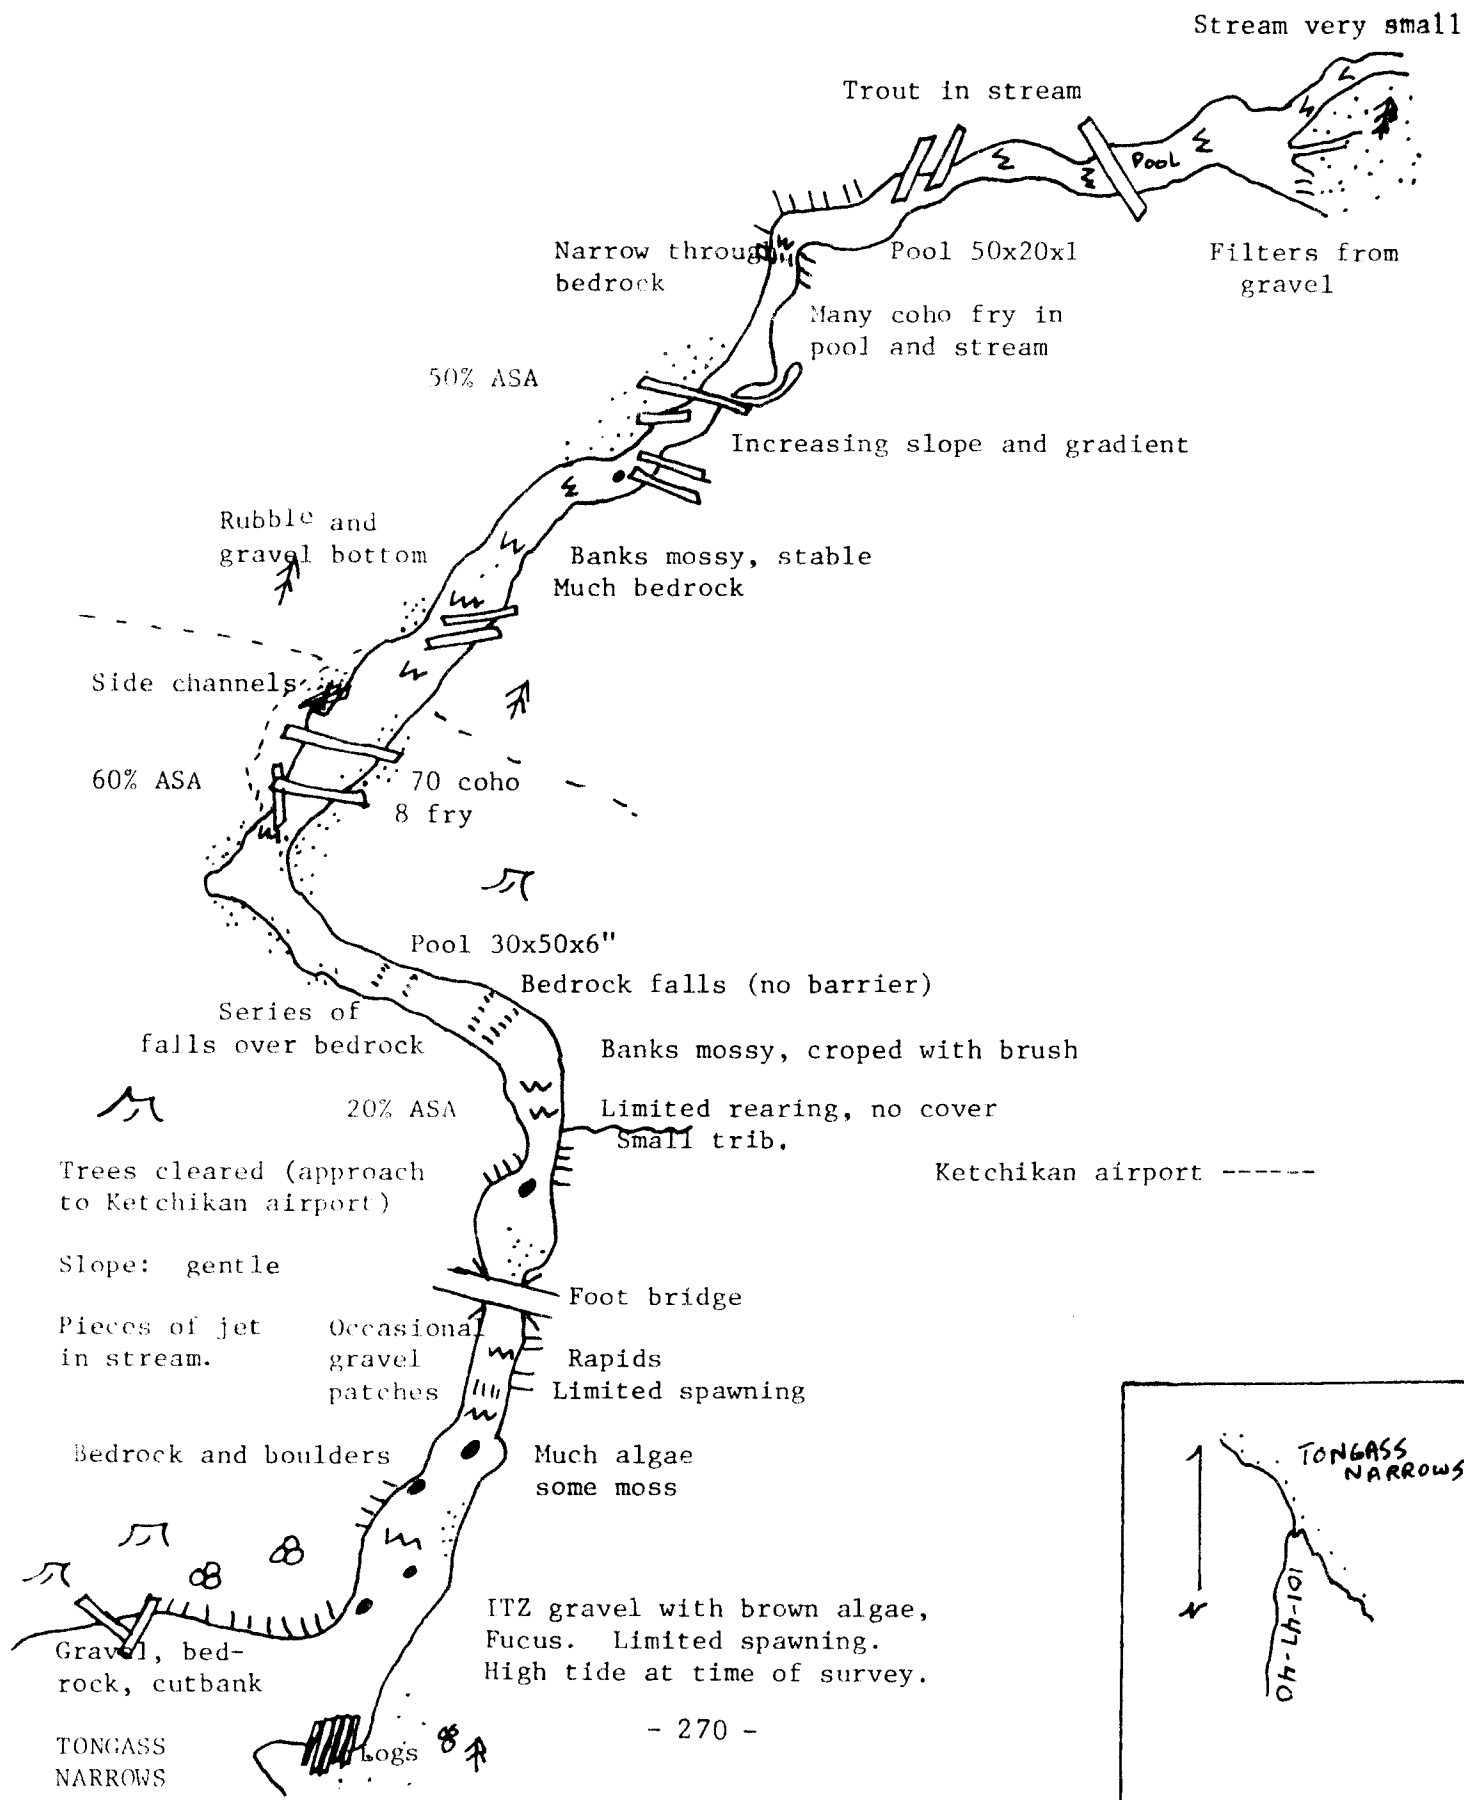 Stream very small
Trout in stream
POOL
Narrow through
bedrock
Pool 50x20x1
Filters from
gravel
Many coho fry in
pool and stream
50% ASA
Increasing slope and gradient
Rubble and
gravel bottom
Banks mossy, stable
Much bedrock
Side channels
60% ASA
70 coho
8 fry
Pool 30x50x6"
Bedrock falls (no barrier)
Series of
falls over bedrock
Banks mossy, croped with brush
20% ASA
Limited rearing, no cover
Small trib.
Trees cleared (approach
to Ketchikan airport)
Ketchikan airport ------
Slope: gentle
Foot bridge
Pieces of jet
in stream.
Occasional
gravel
patches
Rapids
Limited spawning
Bedrock and boulders
Much algae
some moss
TONGASS
NARROWS
101-47-40
N
ITZ gravel with brown algae,
Fucus. Limited spawning.
High tide at time of survey.
Gravel, bed-
rock, cutbank
Logs
TONGASS
NARROWS
- 270 -